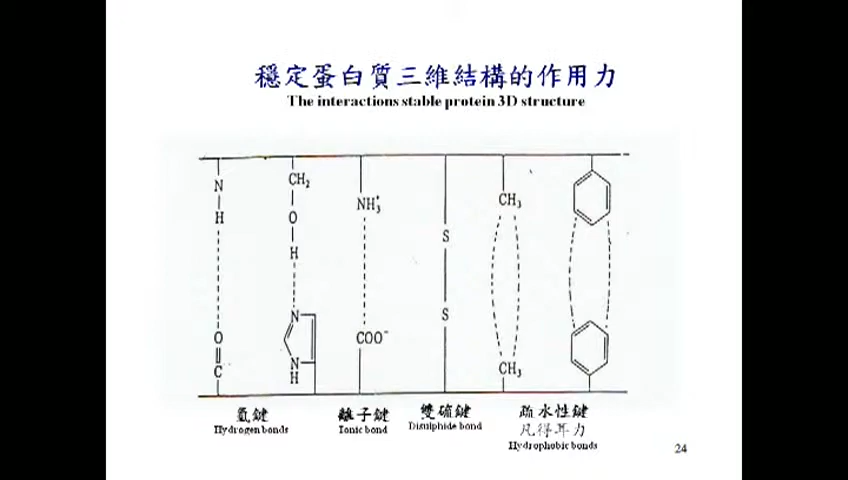 穩定蛋白質三維結構的作用力
The interactions stable protein 3D structure
N
H
O
C
CH₂
O
H
N
N
H
NH₃⁺
COO⁻
S
S
CH₃
CH₃
氫鍵
Hydrogen bonds
離子鍵
Ionic bond
雙硫鍵
Disulphide bond
疏水性鍵
凡得耳力
Hydrophobic bonds
24